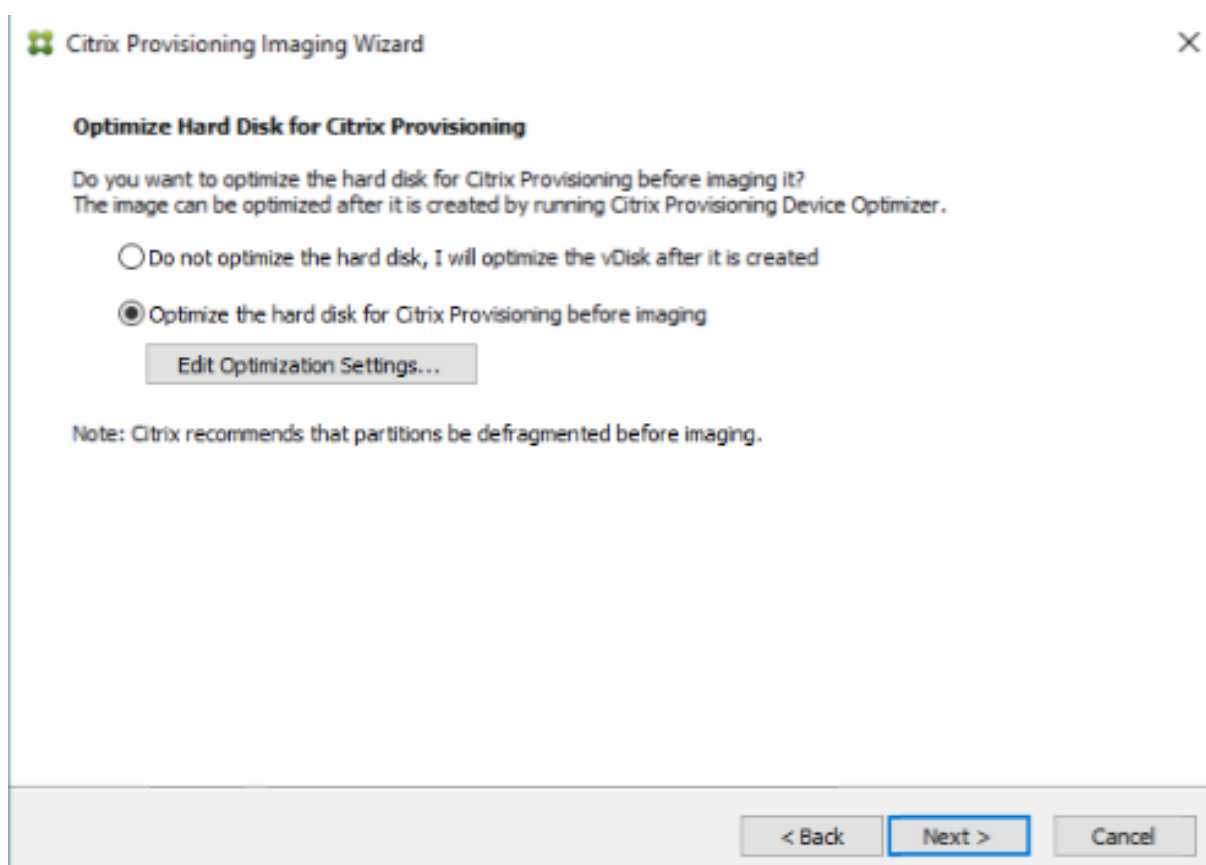 Citrix Provisioning Imaging Wizard
Optimize Hard Disk for Citrix Provisioning
Do you want to optimize the hard disk for Citrix Provisioning before imaging it?
The image can be optimized after it is created by running Citrix Provisioning Device Optimizer.
Do not optimize the hard disk, I will optimize the vDisk after it is created
Optimize the hard disk for Citrix Provisioning before imaging
Edit Optimization Settings...
Note: Citrix recommends that partitions be defragmented before imaging.
< Back Next > Cancel